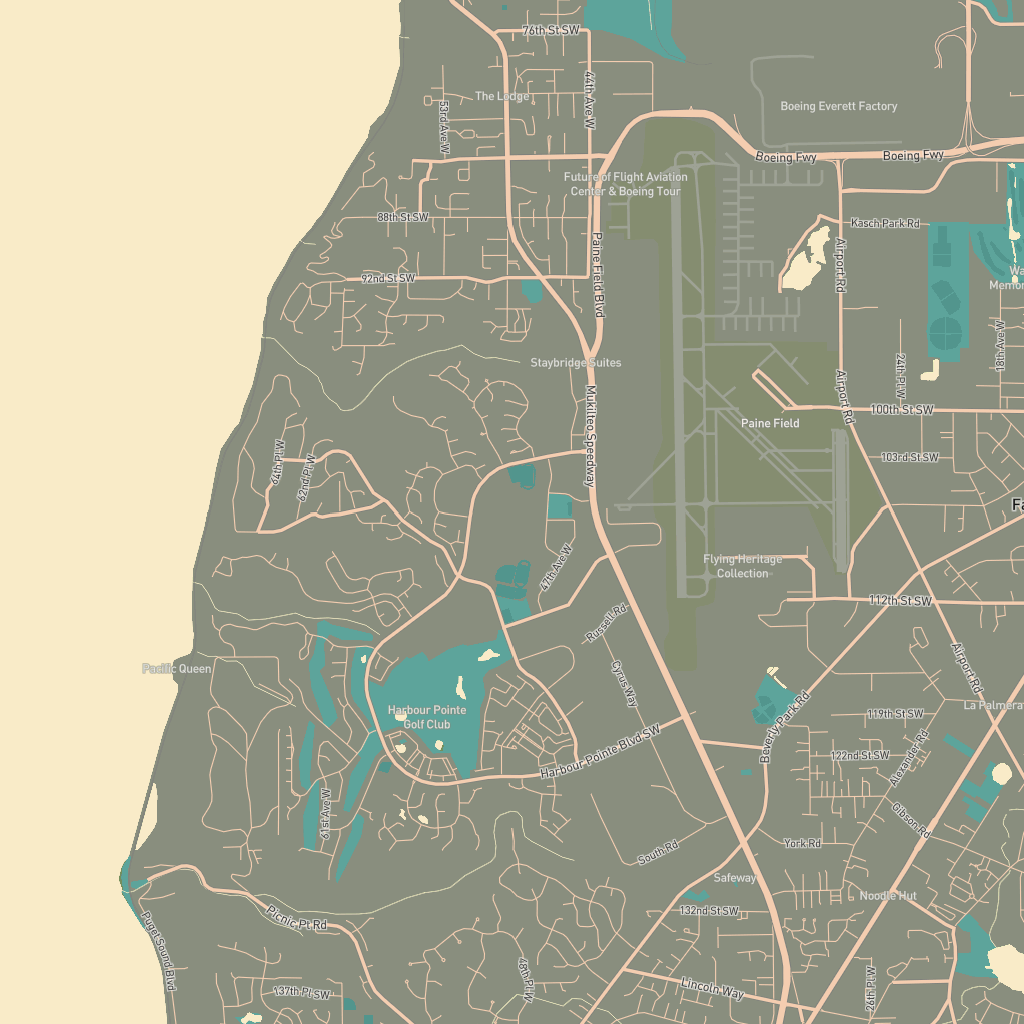 76th St SW
44th Ave W
The Lodge
53rd Ave W
Boeing Everett Factory
Boeing Fwy
Boeing Fwy
Future of Flight Aviation
Center & Boeing Tour
88th St SW
Kasch Park Rd
Paine Field Blvd
Airport Rd
92nd St SW
Wa
Memor
18th Ave W
24th Pl W
Staybridge Suites
Mukilteo Speedway
Airport Rd
100th St SW
Paine Field
64th Pl W
62nd Pl W
103rd St SW
Fa
47th Ave W
Flying Heritage
Collection
112th St SW
Russell Rd
Airport Rd
Pacific Queen
Cyrus Way
Harbour Pointe
Golf Club
Beverly Park Rd
119th St SW
La Palmera
Harbour Pointe Blvd SW
122nd St SW
Alexander Rd
61st Ave W
Gibson Rd
South Rd
York Rd
Safeway
Noodle Hut
132nd St SW
Picnic Pt Rd
Puget Sound Blvd
48th Pl W
Lincoln Way
26th Pl W
137th Pl SW